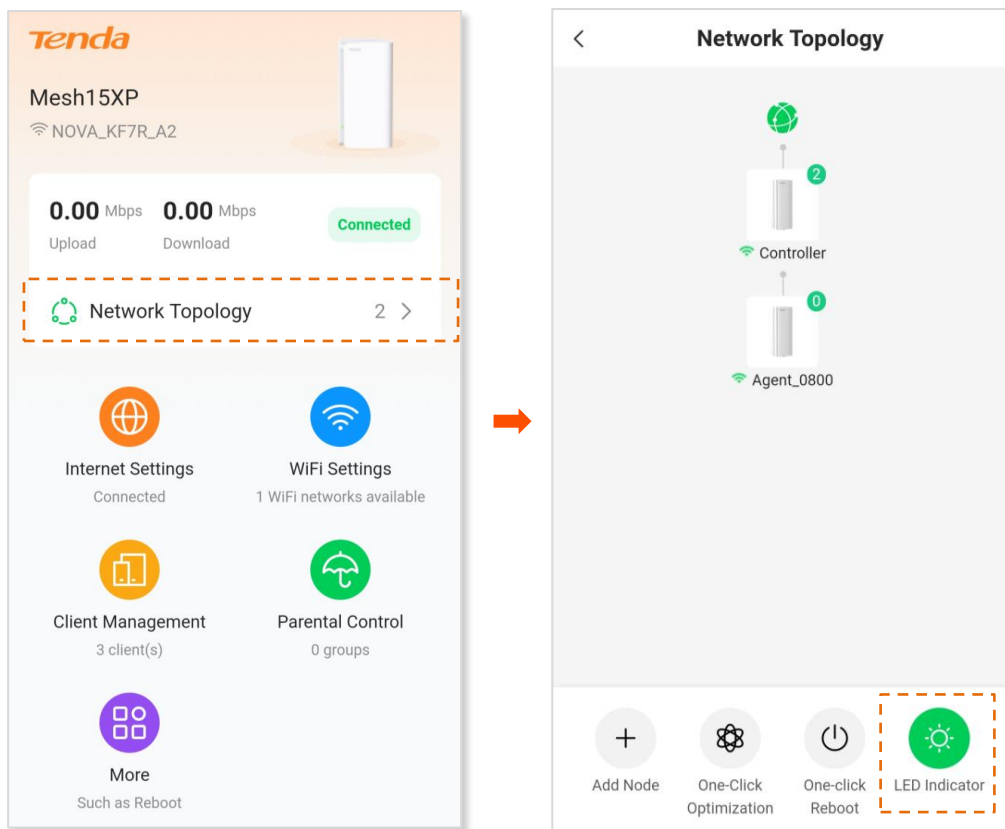 Tenda
Mesh15XP
NOVA_KF7R_A2
0.00 Mbps 0.00 Mbps
Upload Download
Connected
Network Topology 2
Internet Settings
Connected
WiFi Settings
1 WiFi networks available
Client Management
3 client(s)
Parental Control
0 groups
More
Such as Reboot
Network Topology
2
Controller
0
Agent_0800
Add Node
One-Click
Optimization
One-click
Reboot
LED Indicator